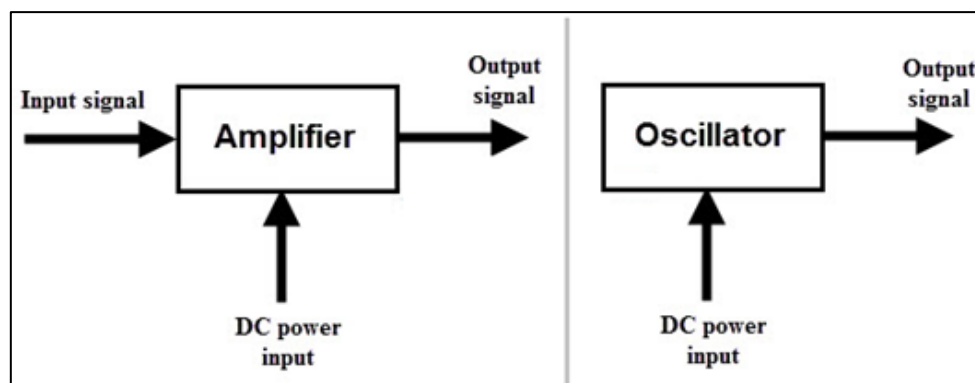 Input signal
Amplifier
Output
signal
DC power
input
Oscillator
Output
signal
DC power
input